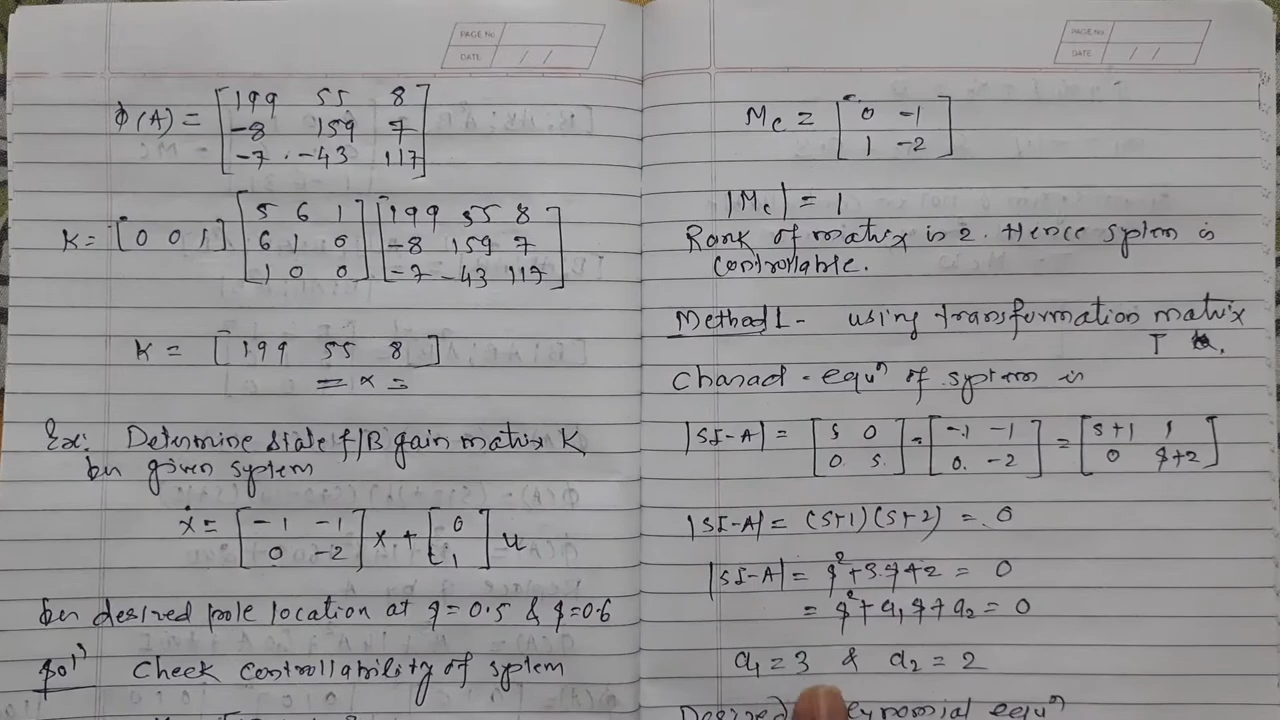 PAGE No
DATE / /
ϕ(A) = [199 55 8
-8 159 7
-7 -43 117]
K = [0 0 1] [5 6 1 [199 55 8
6 1 0 -8 159 7
1 0 0] -7 -43 117]
K = [199 55 8]
= x =
Ex: Determine state f/B gain matrix K
for given system
ẋ = [-1 -1 x + [0 u
0 -2] 1]
for desired pole location at s = 0.5 & s = 0.6
Solⁿ Check controllability of system
PAGE No.
DATE / /
Mc = [0 -1
1 -2]
|Mc| = 1
Rank of matrix is 2. Hence system is
controllable.
Method 1 - using transformation matrix
T
Charact. equⁿ of system is
|SI-A| = [s 0 - [-1 -1 = [s+1 1
0 s] 0 -2] 0 s+2]
|SI-A| = (s+1)(s+2) = 0
|SI-A| = s²+3s+2 = 0
= s²+a₁s+a₂ = 0
a₁ = 3 & a₂ = 2
Desired equⁿ